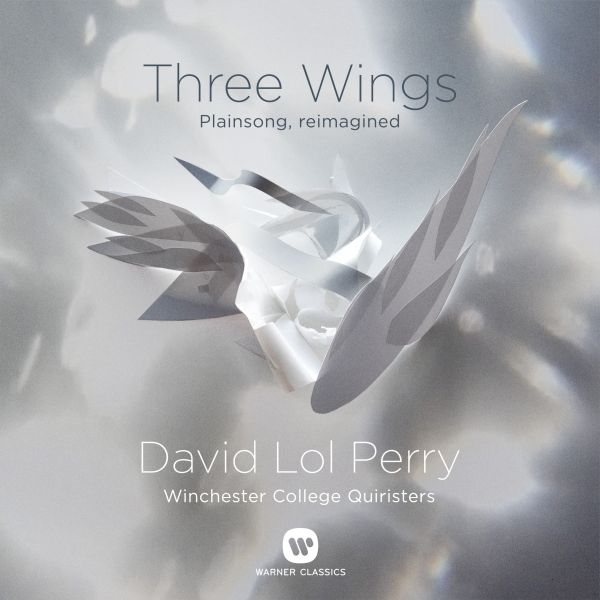 Three Wings
Plainsong, reimagined
David Lol Perry
Winchester College Quiristers
WARNER CLASSICS